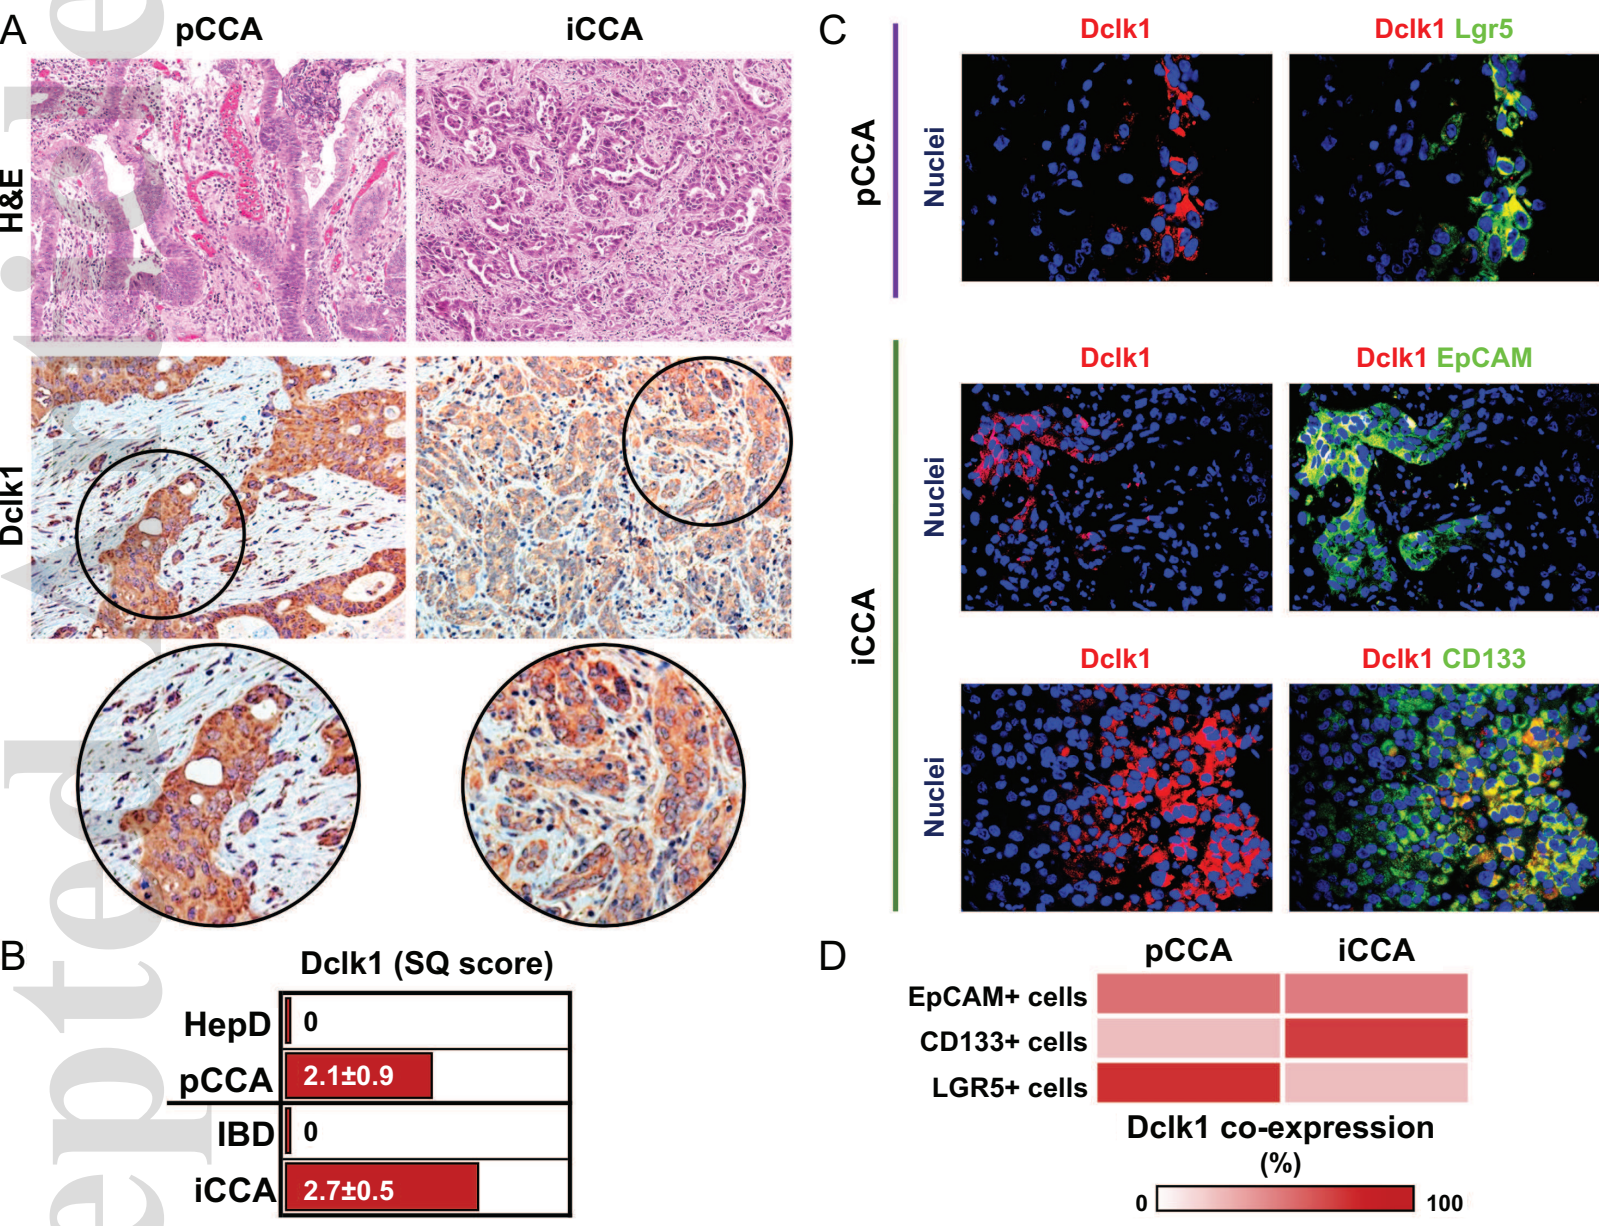 A
pCCA
iCCA
H&E
Dclk1
B
Dclk1 (SQ score)
HepD
0
pCCA
2.1±0.9
IBD
0
iCCA
2.7±0.5
C
Dclk1
Dclk1 Lgr5
pCCA
Nuclei
Dclk1
Dclk1 EpCAM
iCCA
Nuclei
Dclk1
Dclk1 CD133
Nuclei
D
pCCA
iCCA
EpCAM+ cells
CD133+ cells
LGR5+ cells
Dclk1 co-expression
(%)
0
100
epted Article